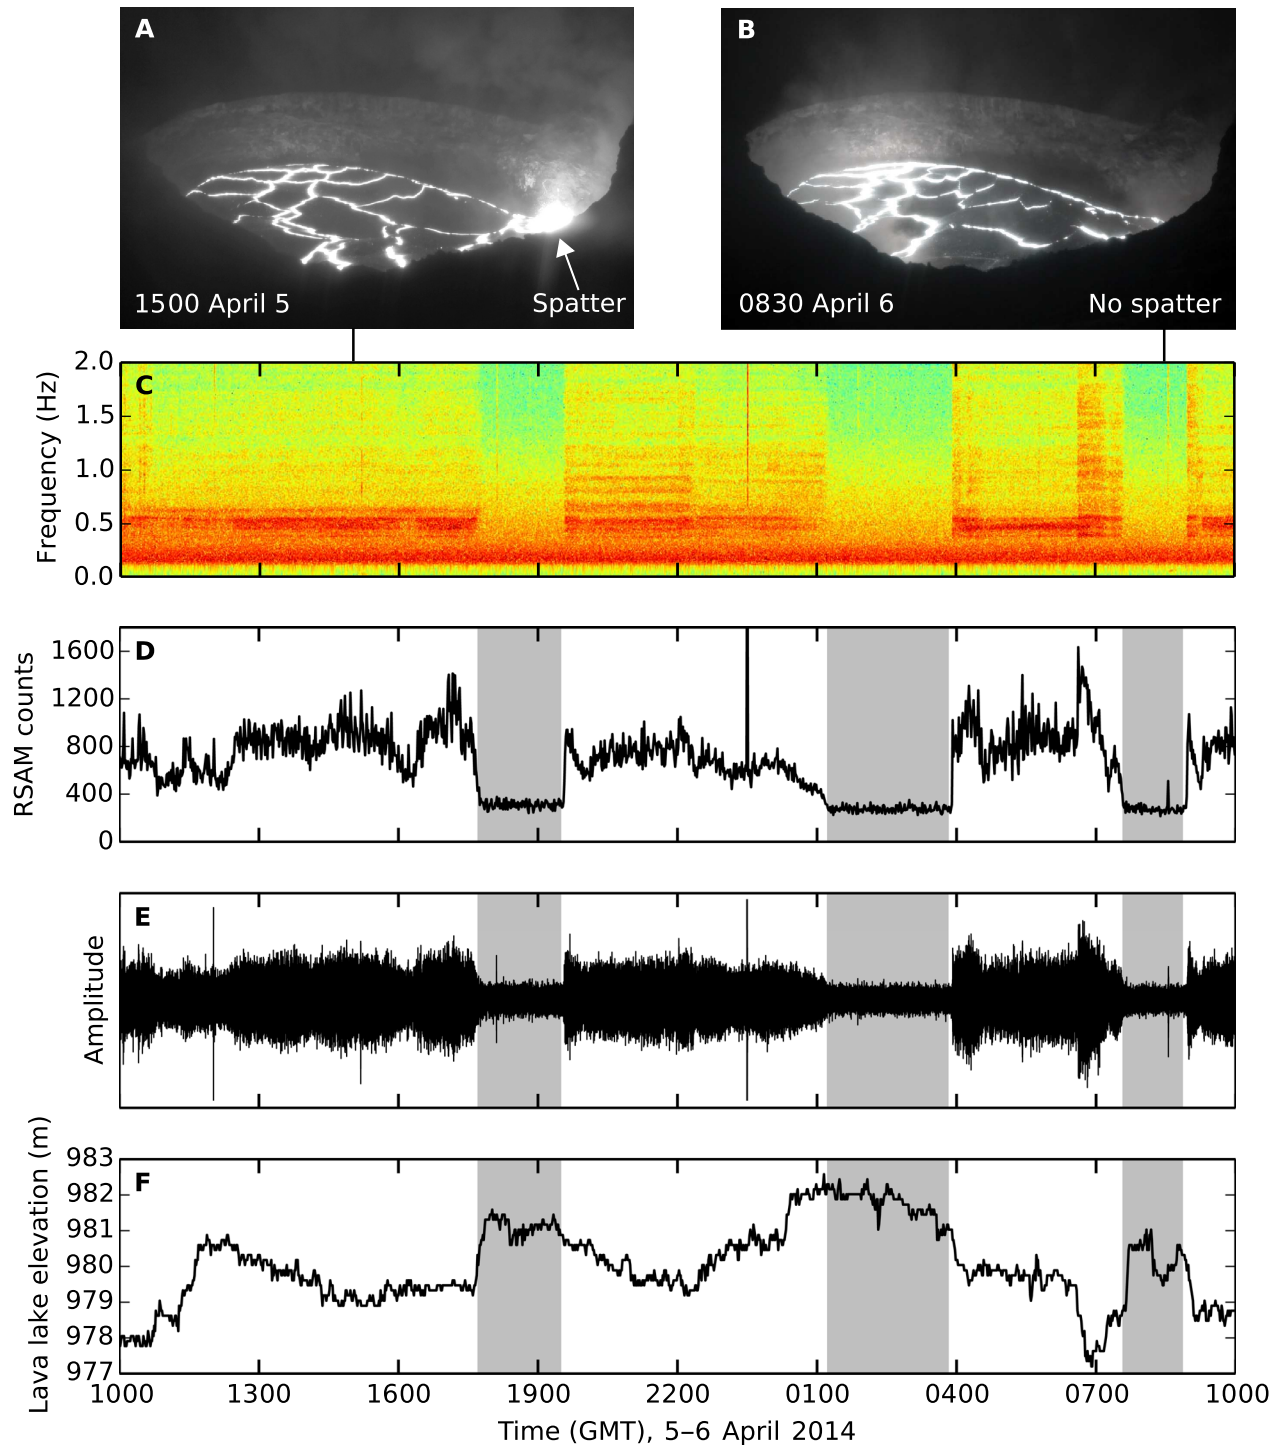 A
B
1500 April 5
Spatter
0830 April 6
No spatter
C
Frequency (Hz)
2.0
1.5
1.0
0.5
0.0
D
RSAM counts
1600
1200
800
400
0
E
Amplitude
F
Lava lake elevation (m)
983
982
981
980
979
978
977
1000 1300 1600 1900 2200 0100 0400 0700 1000
Time (GMT), 5–6 April 2014